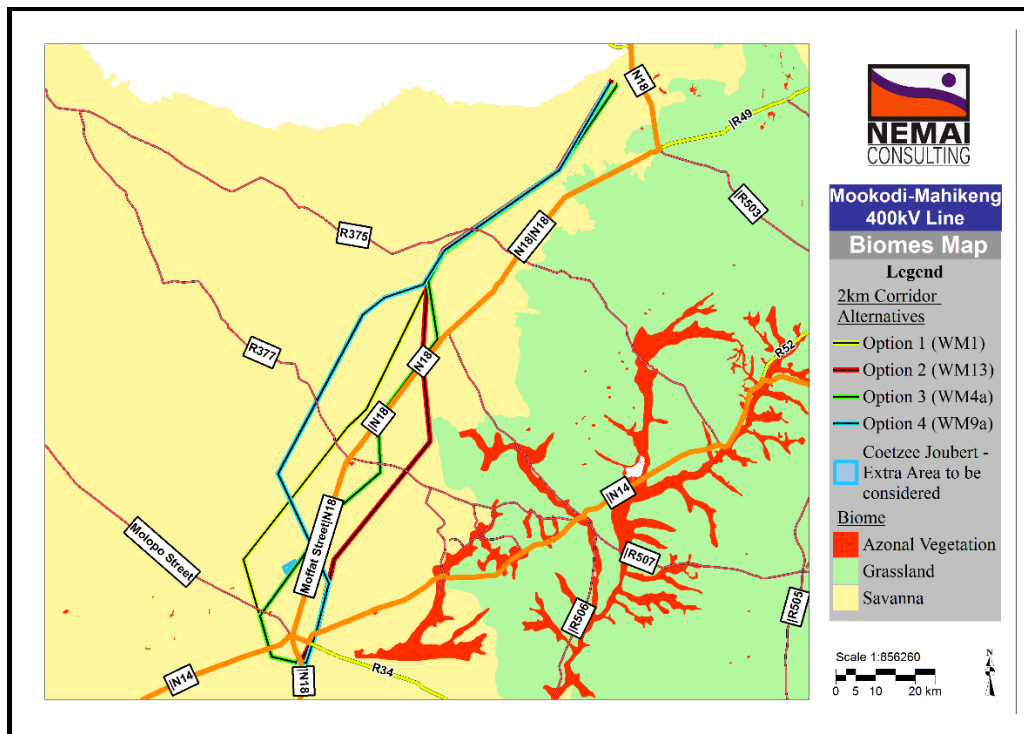 N18
R49
R503
R375
N18|N18
R377
N18
R52
|N18
|N14
Moffat Street|N18
Molopo Street
|R507
|R506
|R505
R34
|N14
|N18
NEMAI
CONSULTING
Mookodi-Mahikeng
400kV Line
Biomes Map
Legend
2km Corridor
Alternatives
Option 1 (WM1)
Option 2 (WM13)
Option 3 (WM4a)
Option 4 (WM9a)
Coetzee Joubert -
Extra Area to be
considered
Biome
Azonal Vegetation
Grassland
Savanna
Scale 1:856260
N
0 5 10 20 km